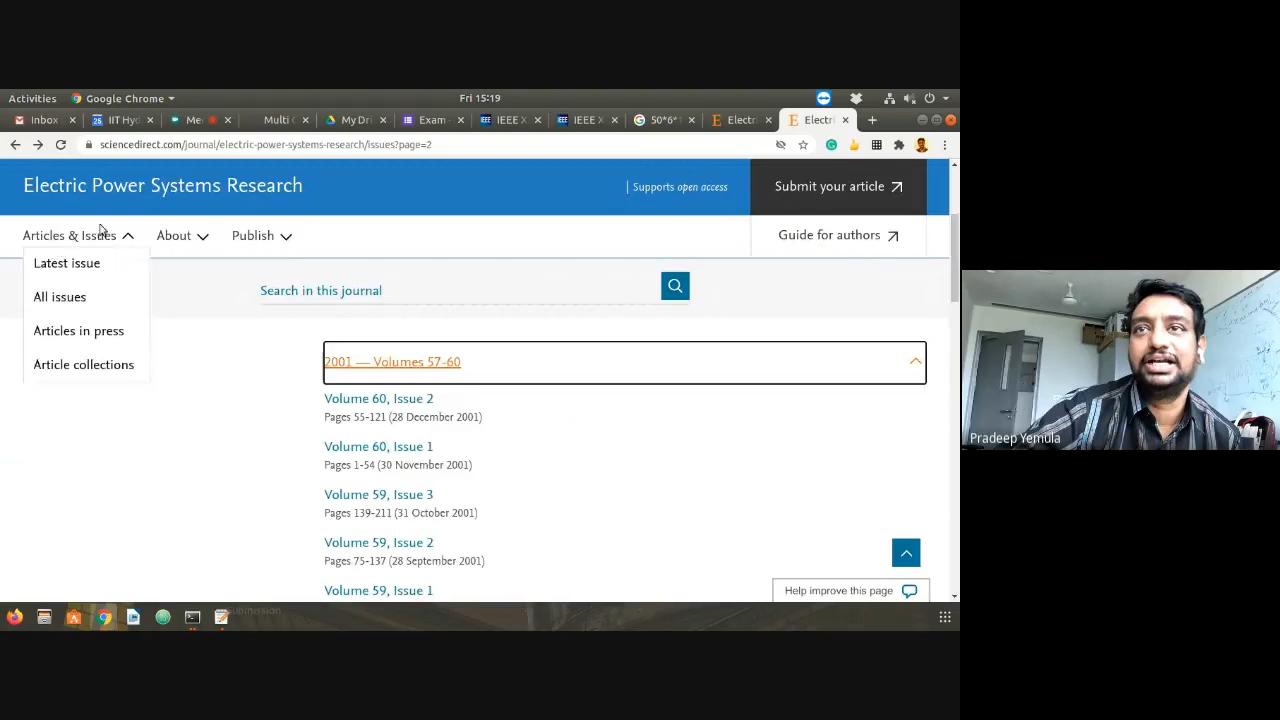 Activities
Google Chrome
Fri 15:19
Inbox
IIT Hy
Me
Multi
My Dri
Exam -
IEEE X
IEEE X
50*6*
Electri
Electri
sciencedirect.com/journal/electric-power-systems-research/issues?page=2
Electric Power Systems Research
Supports open access
Submit your article
Articles & Issues
About
Publish
Guide for authors
Latest issue
All issues
Articles in press
Article collections
Search in this journal
2001 — Volumes 57-60
Volume 60, Issue 2
Pages 55-121 (28 December 2001)
Volume 60, Issue 1
Pages 1-54 (30 November 2001)
Volume 59, Issue 3
Pages 139-211 (31 October 2001)
Volume 59, Issue 2
Pages 75-137 (28 September 2001)
Volume 59, Issue 1
Help improve this page
Submission
Pradeep Yemula